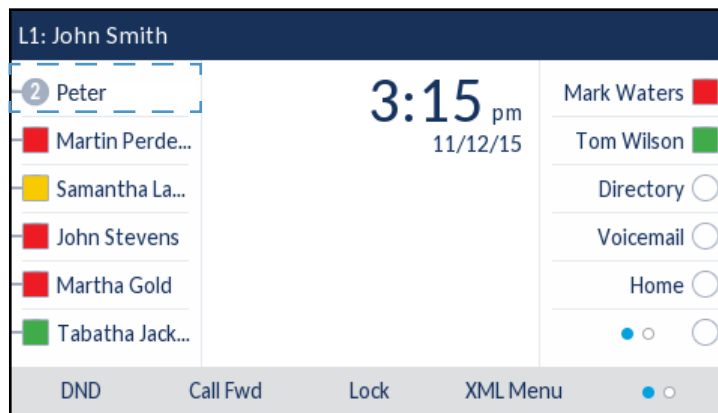 L1: John Smith
2 Peter
Martin Perde...
Samantha La...
John Stevens
Martha Gold
Tabatha Jack...
3:15 pm
11/12/15
Mark Waters
Tom Wilson
Directory
Voicemail
Home
DND Call Fwd Lock XML Menu